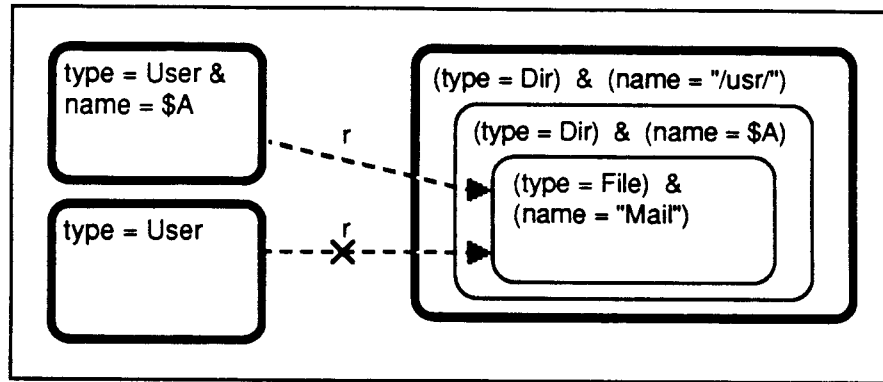 type = User &
name = $A
r
type = User
r
(type = Dir) & (name = "/usr/")
(type = Dir) & (name = $A)
(type = File) &
(name = "Mail")